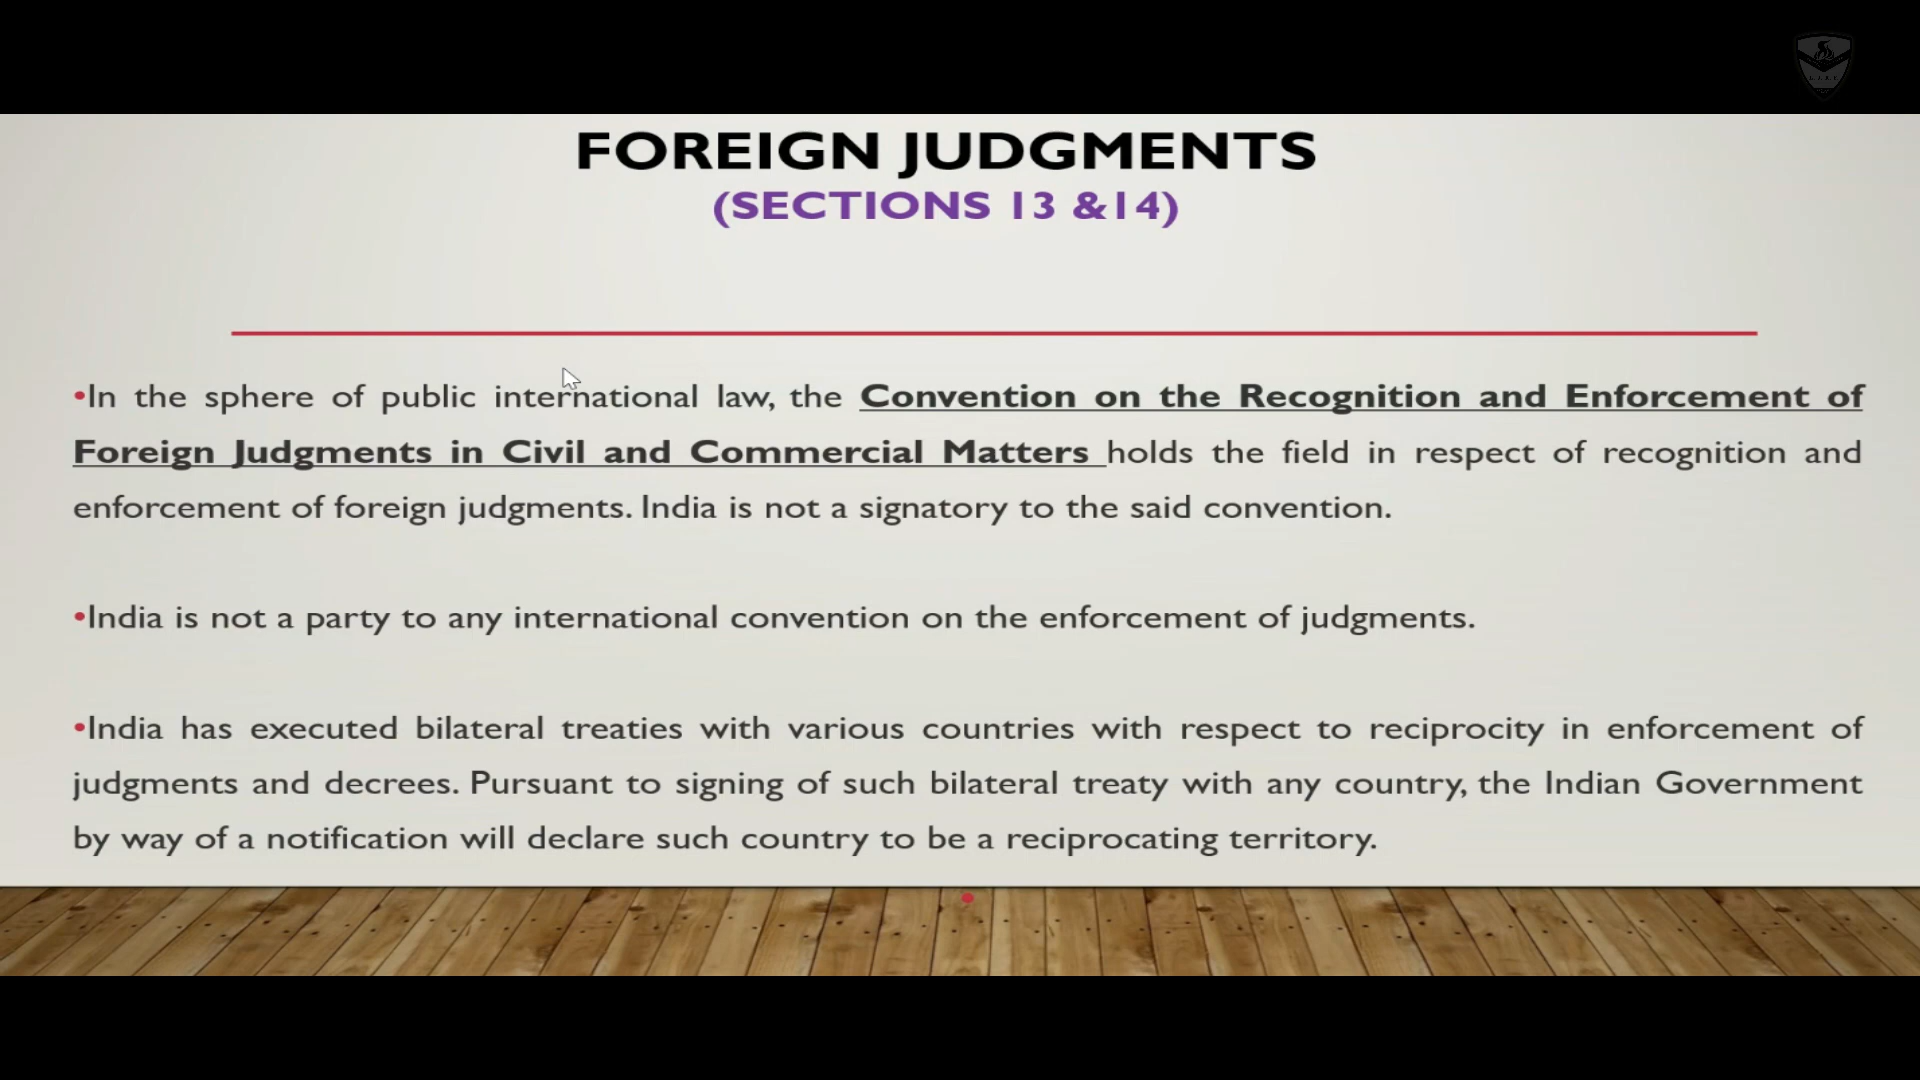 FOREIGN JUDGMENTS
(SECTIONS 13 &14)
•In the sphere of public international law, the Convention on the Recognition and Enforcement of
Foreign Judgments in Civil and Commercial Matters holds the field in respect of recognition and
enforcement of foreign judgments. India is not a signatory to the said convention.
•India is not a party to any international convention on the enforcement of judgments.
•India has executed bilateral treaties with various countries with respect to reciprocity in enforcement of
judgments and decrees. Pursuant to signing of such bilateral treaty with any country, the Indian Government
by way of a notification will declare such country to be a reciprocating territory.